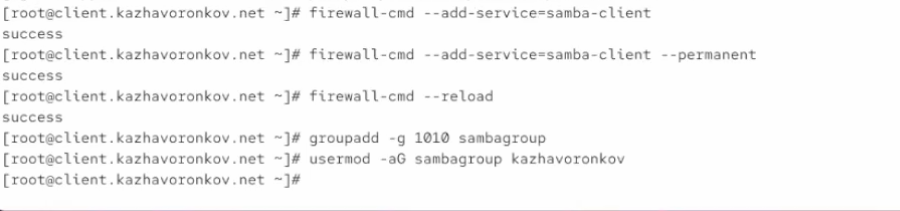 [root@client.kazhavoronkov.net ~]# firewall-cmd --add-service=samba-client
success
[root@client.kazhavoronkov.net ~]# firewall-cmd --add-service=samba-client --permanent
success
[root@client.kazhavoronkov.net ~]# firewall-cmd --reload
success
[root@client.kazhavoronkov.net ~]# groupadd -g 1010 sambagroup
[root@client.kazhavoronkov.net ~]# usermod -aG sambagroup kazhavoronkov
[root@client.kazhavoronkov.net ~]#